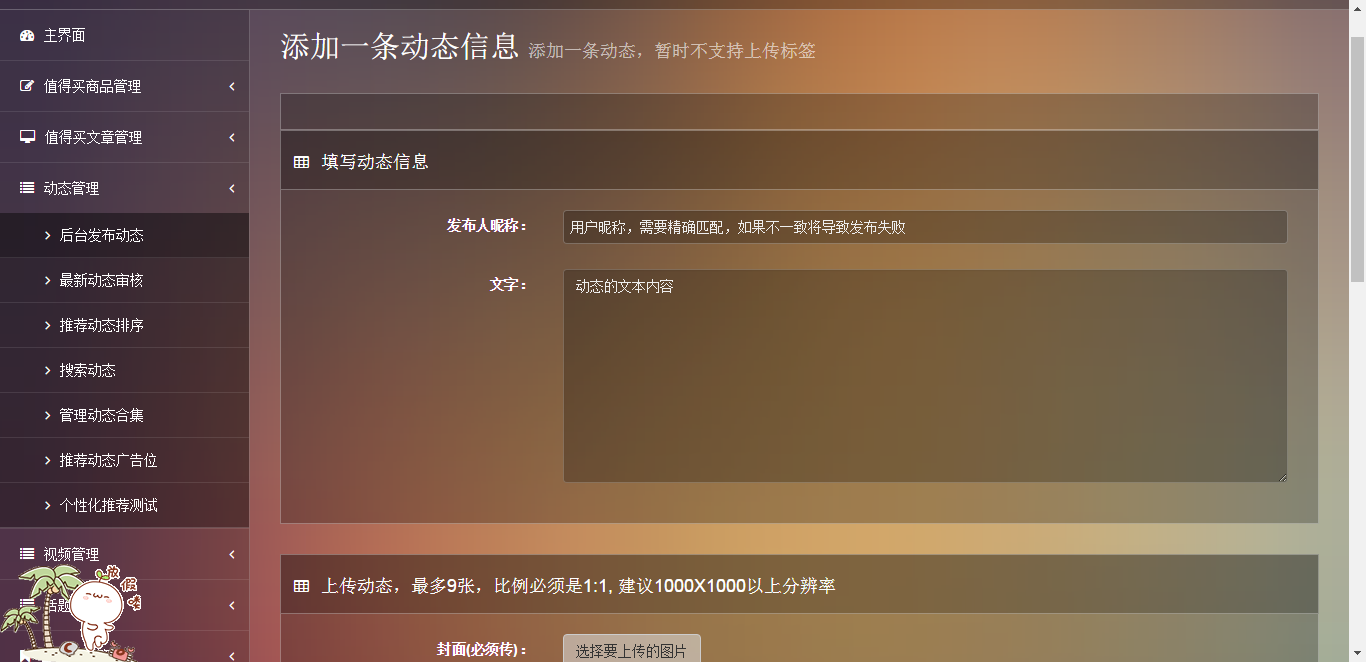 主界面
值得买商品管理
值得买文章管理
动态管理
后台发布动态
最新动态审核
推荐动态排序
搜索动态
管理动态合集
推荐动态广告位
个性化推荐测试
视频管理
话题
放假啦
添加一条动态信息 添加一条动态，暂时不支持上传标签
填写动态信息
发布人昵称： 用户昵称，需要精确匹配，如果不一致将导致发布失败
文字： 动态的文本内容
上传动态，最多9张，比例必须是1:1, 建议1000X1000以上分辨率
封面(必须传)： 选择要上传的图片